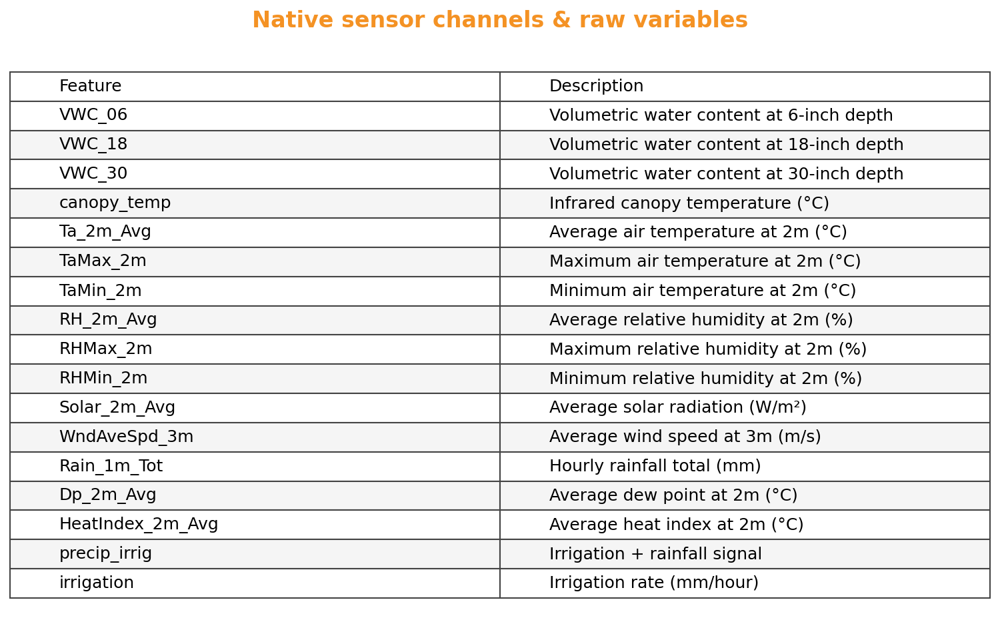 Native sensor channels & raw variables
Feature Description
VWC_06 Volumetric water content at 6-inch depth
VWC_18 Volumetric water content at 18-inch depth
VWC_30 Volumetric water content at 30-inch depth
canopy_temp Infrared canopy temperature (°C)
Ta_2m_Avg Average air temperature at 2m (°C)
TaMax_2m Maximum air temperature at 2m (°C)
TaMin_2m Minimum air temperature at 2m (°C)
RH_2m_Avg Average relative humidity at 2m (%)
RHMax_2m Maximum relative humidity at 2m (%)
RHMin_2m Minimum relative humidity at 2m (%)
Solar_2m_Avg Average solar radiation (W/m²)
WndAveSpd_3m Average wind speed at 3m (m/s)
Rain_1m_Tot Hourly rainfall total (mm)
Dp_2m_Avg Average dew point at 2m (°C)
HeatIndex_2m_Avg Average heat index at 2m (°C)
precip_irrig Irrigation + rainfall signal
irrigation Irrigation rate (mm/hour)